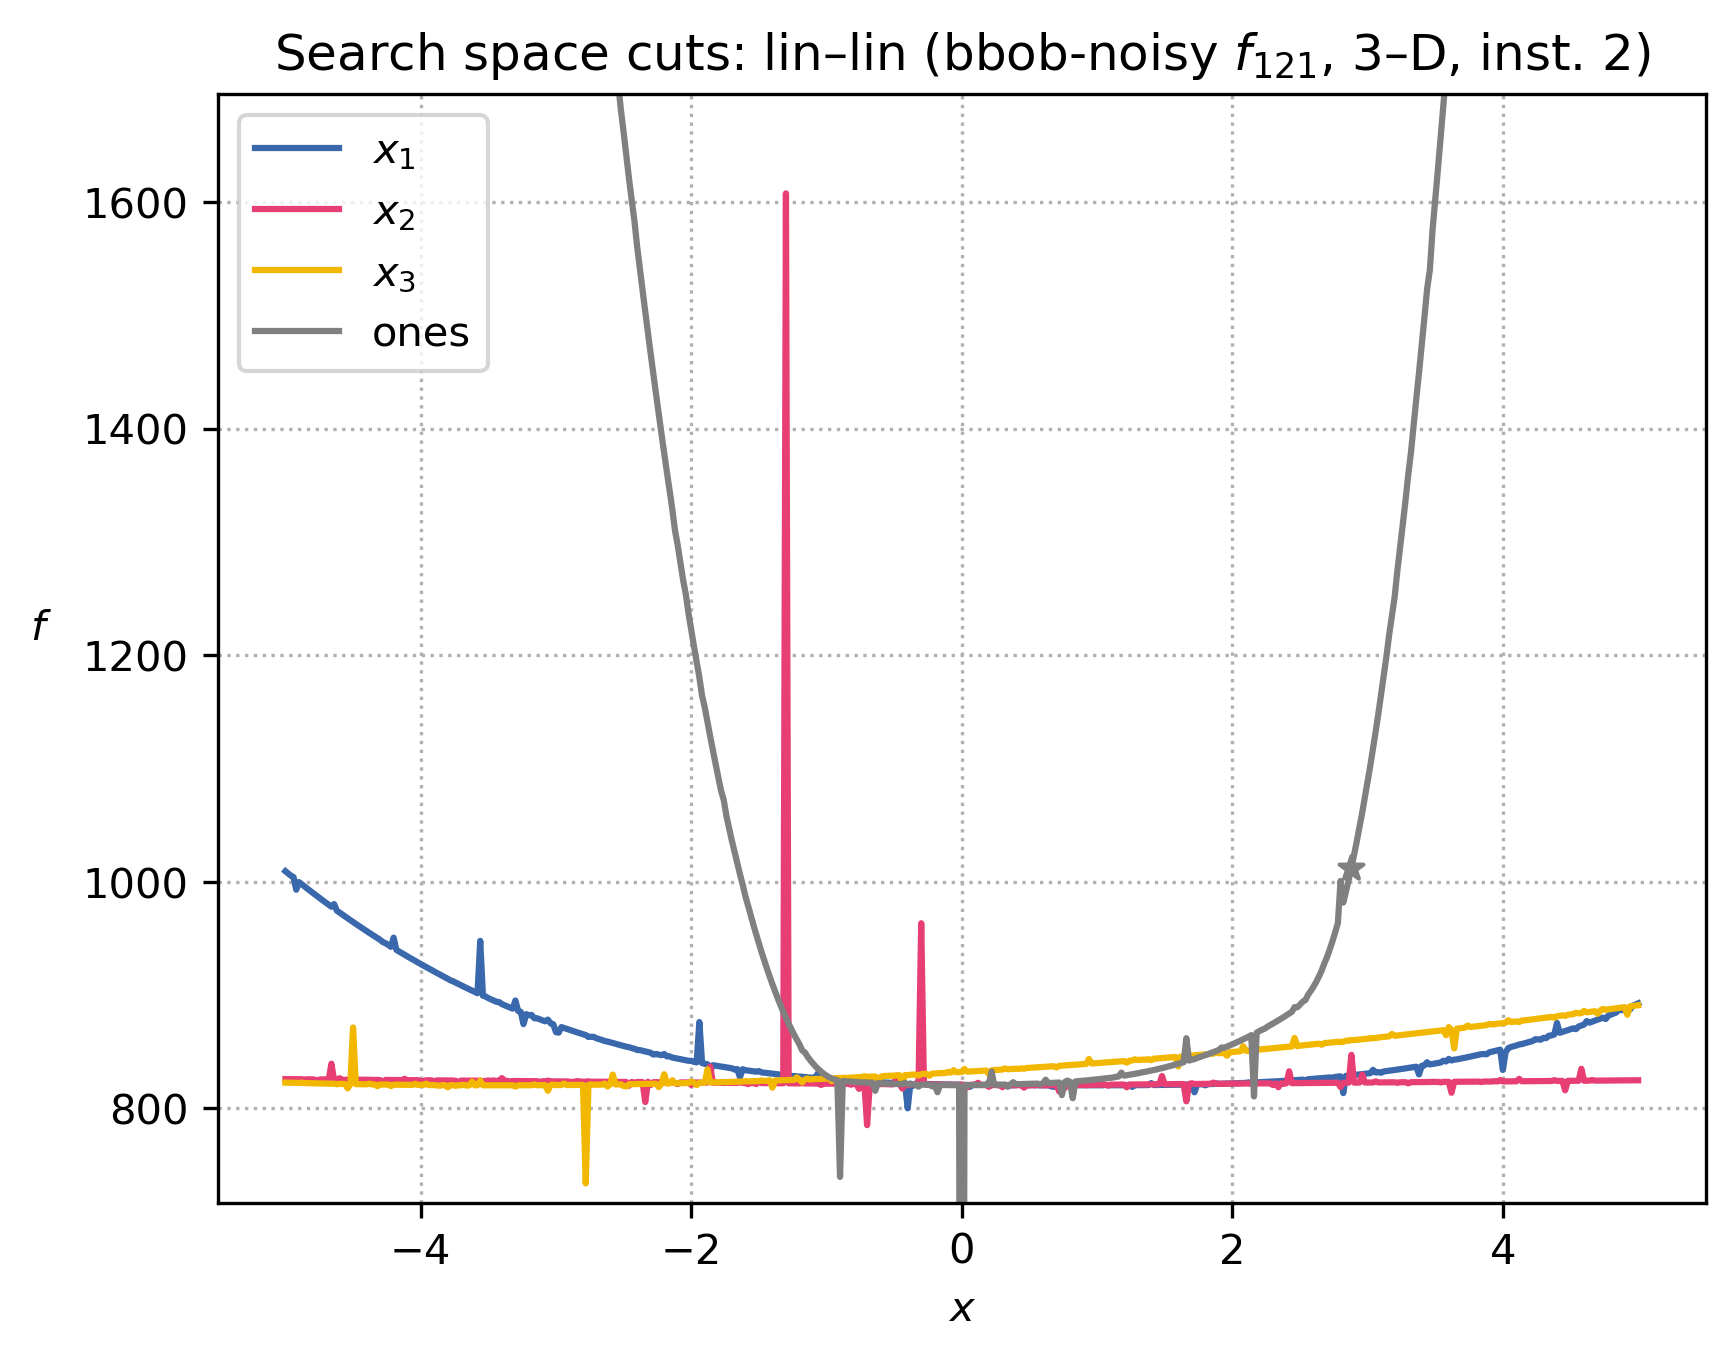 Search space cuts: lin–lin (bbob-noisy f₁₂₁, 3–D, inst. 2)
x₁
x₂
x₃
ones
1600
1400
1200
1000
800
f
−4
−2
0
2
4
x